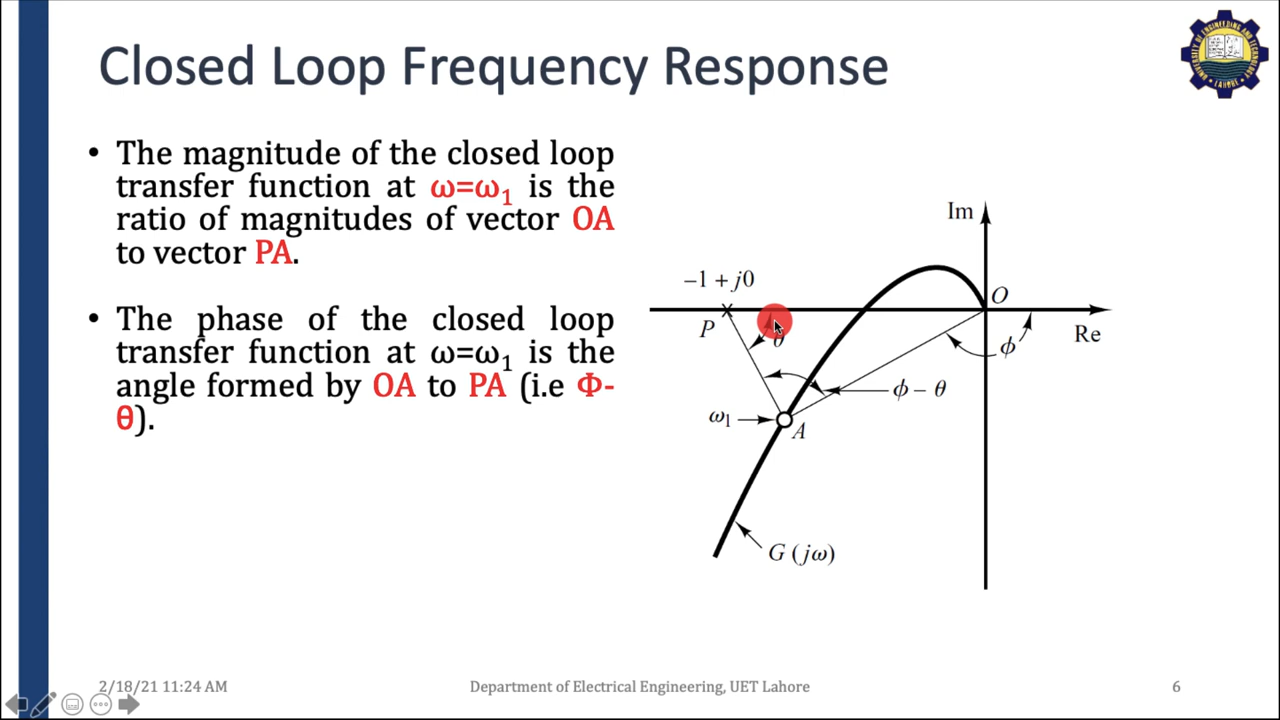 Closed Loop Frequency Response
• The magnitude of the closed loop
transfer function at ω=ω₁ is the
ratio of magnitudes of vector OA
to vector PA.
• The phase of the closed loop
transfer function at ω=ω₁ is the
angle formed by OA to PA (i.e Φ-
θ).
Im
−1 + j0
O
P
θ
Re
ϕ
ϕ − θ
ω₁
A
G (jω)
2/18/21 11:24 AM
Department of Electrical Engineering, UET Lahore
6